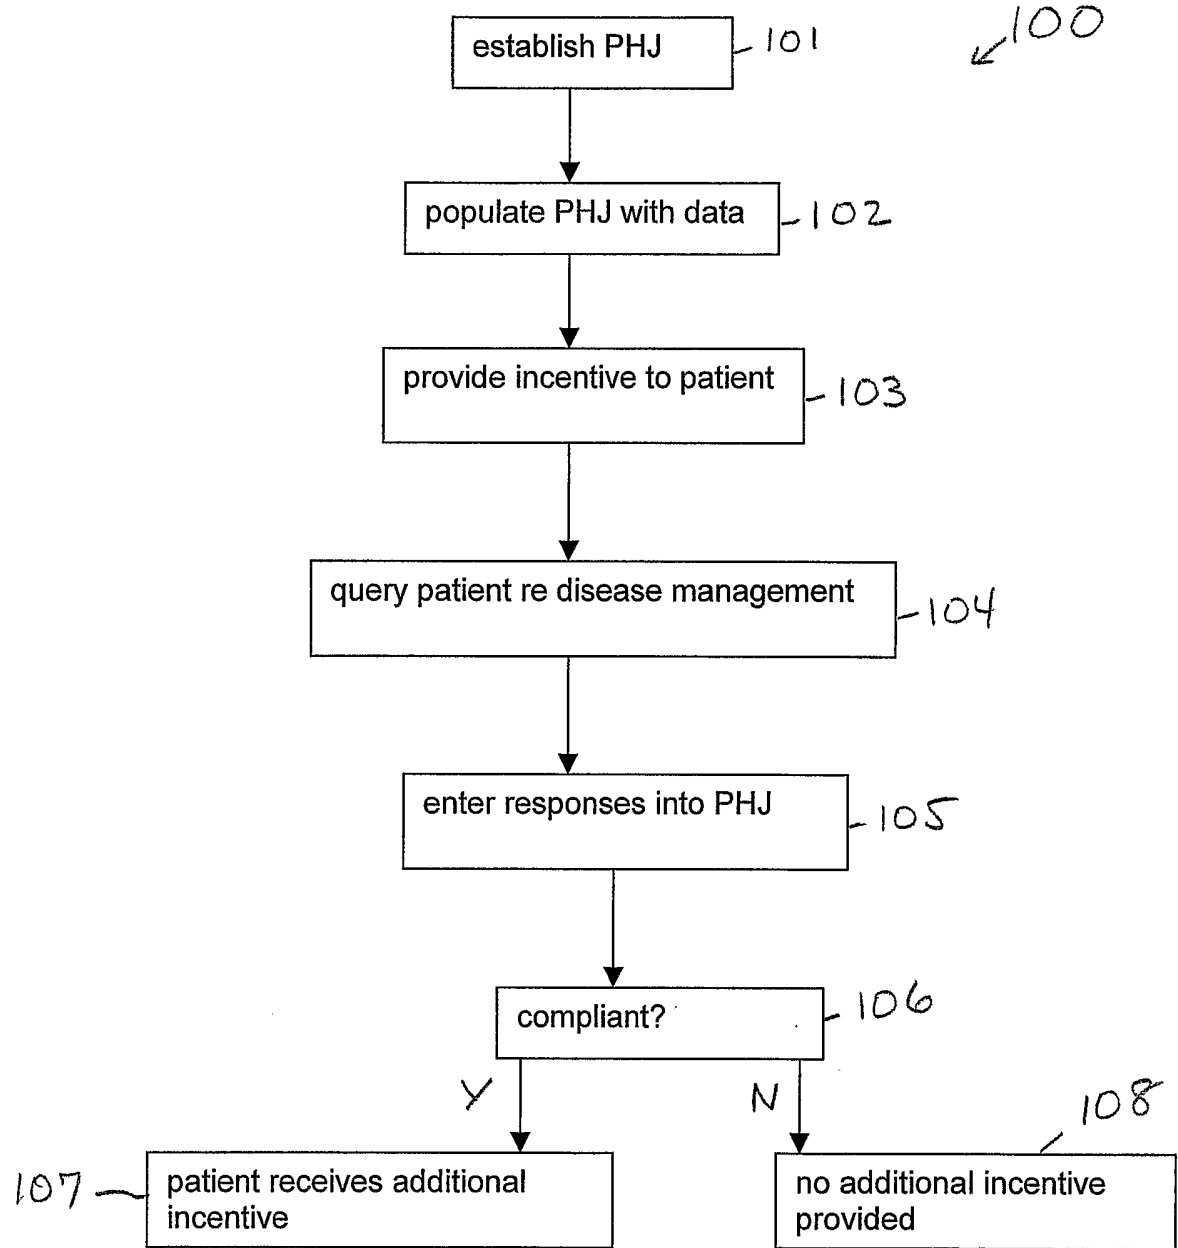 establish PHJ
101
100
populate PHJ with data
102
provide incentive to patient
103
query patient re disease management
104
enter responses into PHJ
105
compliant?
106
Y
N
108
107
patient receives additional
incentive
no additional incentive
provided